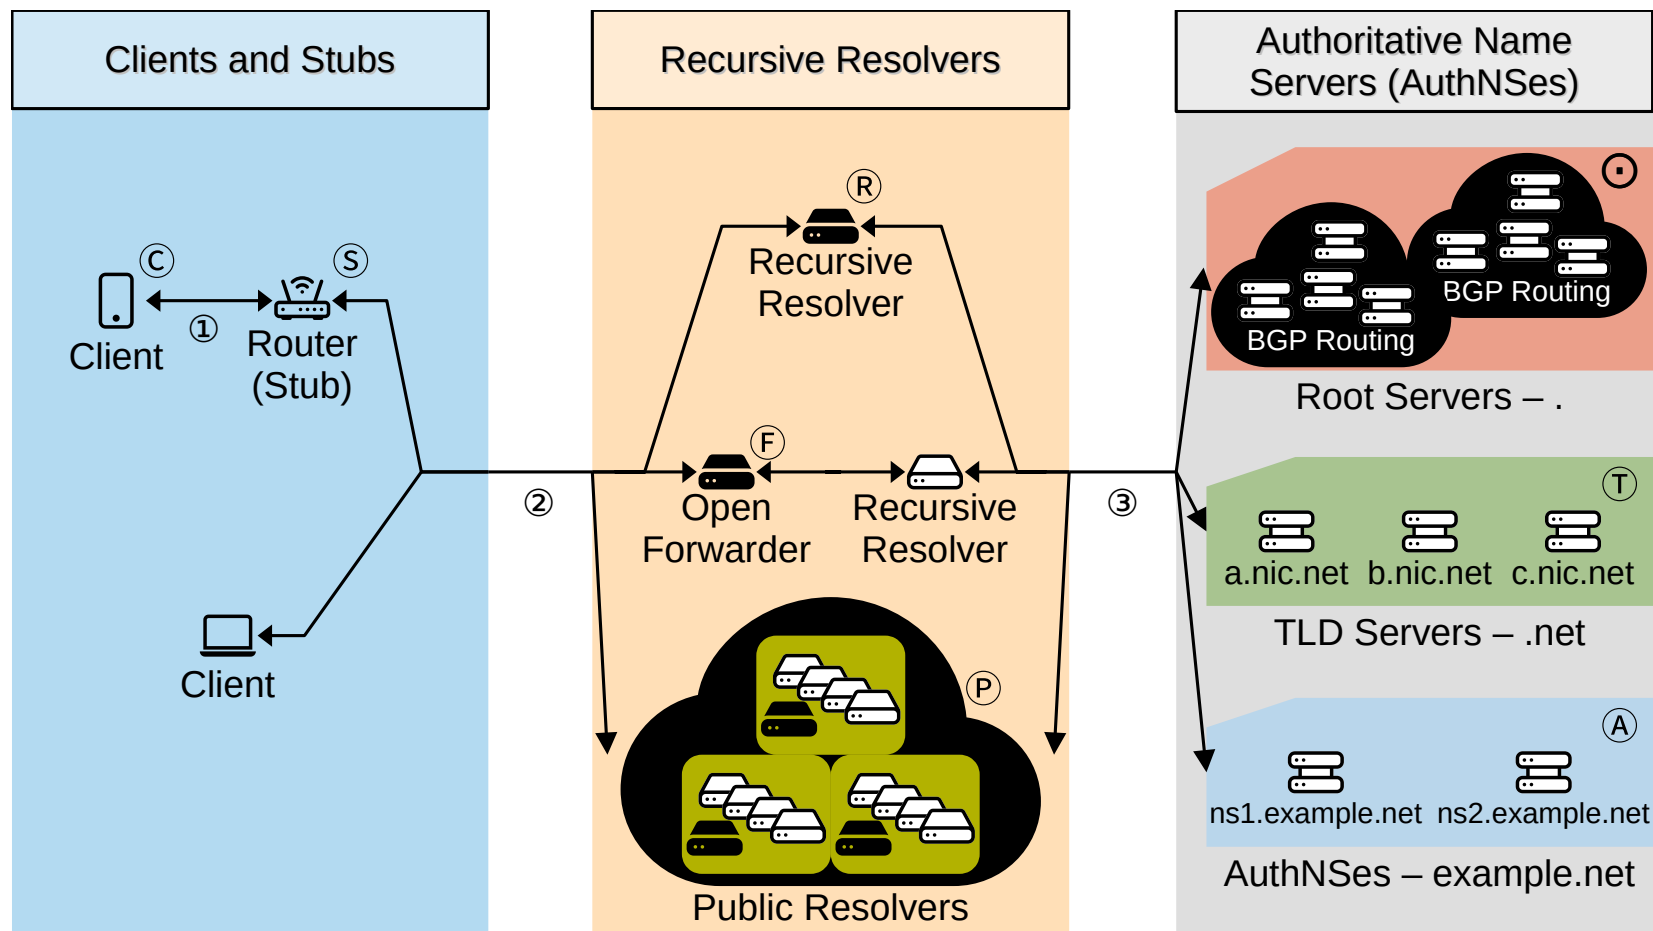 Clients and Stubs
Ⓒ
Ⓢ
①
Client
Router
(Stub)
Client
②
Recursive Resolvers
Ⓡ
Recursive
Resolver
Ⓕ
Open
Forwarder
Recursive
Resolver
Ⓟ
Public Resolvers
③
Authoritative Name
Servers (AuthNSes)
⊙
BGP Routing
BGP Routing
Root Servers – .
Ⓣ
a.nic.net b.nic.net c.nic.net
TLD Servers – .net
Ⓐ
ns1.example.net ns2.example.net
AuthNSes – example.net